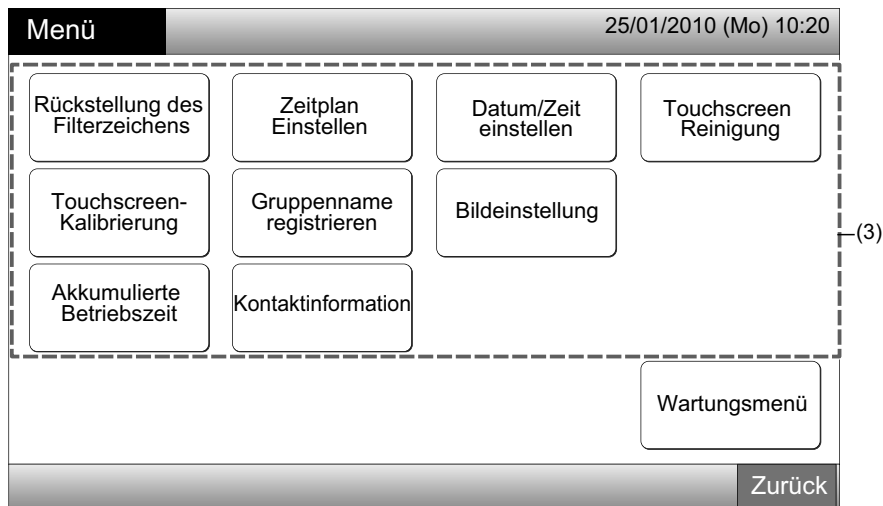 Menü
25/01/2010 (Mo) 10:20
Rückstellung des
Filterzeichens
Zeitplan
Einstellen
Datum/Zeit
einstellen
Touchscreen
Reinigung
Touchscreen-
Kalibrierung
Gruppenname
registrieren
Bildeinstellung
(3)
Akkumulierte
Betriebszeit
Kontaktinformation
Wartungsmenü
Zurück